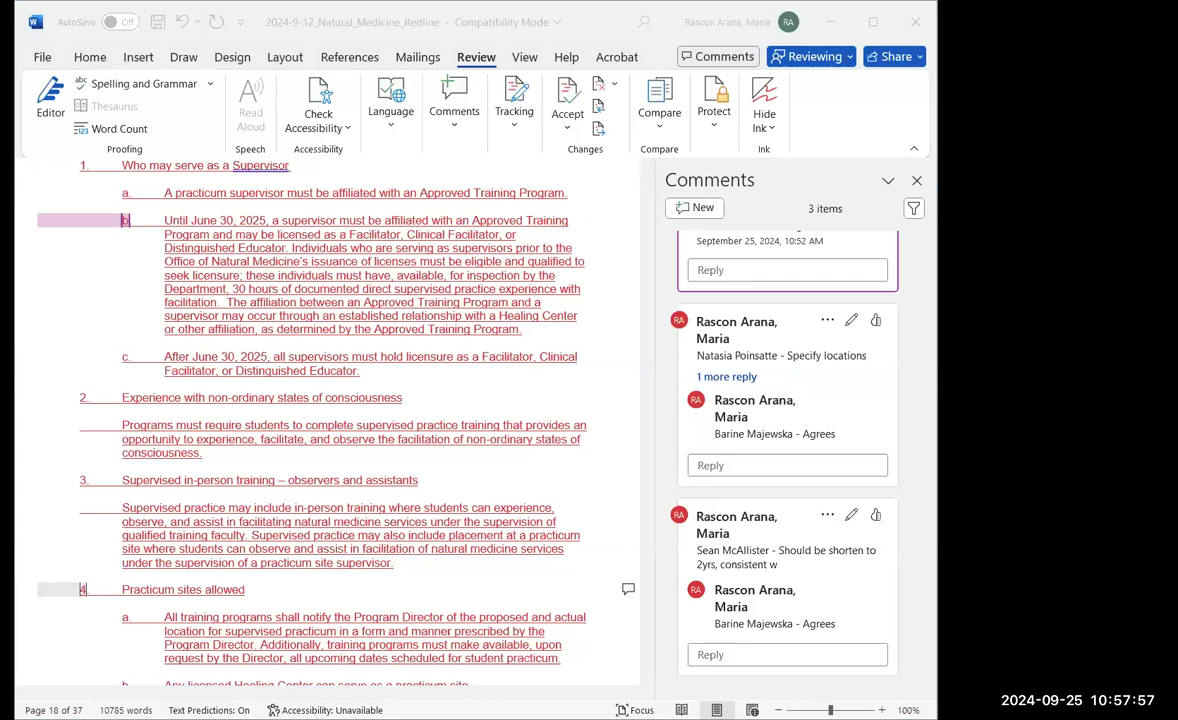 AutoSave Off 2024-9-12_Natural_Medicine_Redline - Compatibility Mode Rascon Arana, Maria RA
File Home Insert Draw Design Layout References Mailings Review View Help Acrobat Comments Reviewing Share
Editor
Spelling and Grammar
Thesaurus
Word Count
Proofing
Read Aloud
Speech
Check Accessibility
Accessibility
Language
Comments
Tracking
Accept
Changes
Compare
Compare
Protect
Hide Ink
Ink
1. Who may serve as a Supervisor
a. A practicum supervisor must be affiliated with an Approved Training Program.
b. Until June 30, 2025, a supervisor must be affiliated with an Approved Training
Program and may be licensed as a Facilitator, Clinical Facilitator, or
Distinguished Educator. Individuals who are serving as supervisors prior to the
Office of Natural Medicine's issuance of licenses must be eligible and qualified to
seek licensure; these individuals must have, available, for inspection by the
Department, 30 hours of documented direct supervised practice experience with
facilitation. The affiliation between an Approved Training Program and a
supervisor may occur through an established relationship with a Healing Center
or other affiliation, as determined by the Approved Training Program.
c. After June 30, 2025, all supervisors must hold licensure as a Facilitator, Clinical
Facilitator, or Distinguished Educator.
2. Experience with non-ordinary states of consciousness
Programs must require students to complete supervised practice training that provides an
opportunity to experience, facilitate, and observe the facilitation of non-ordinary states of
consciousness.
3. Supervised in-person training – observers and assistants
Supervised practice may include in-person training where students can experience,
observe, and assist in facilitating natural medicine services under the supervision of
qualified training faculty. Supervised practice may also include placement at a practicum
site where students can observe and assist in facilitation of natural medicine services
under the supervision of a practicum site supervisor.
4. Practicum sites allowed
a. All training programs shall notify the Program Director of the proposed and actual
location for supervised practicum in a form and manner prescribed by the
Program Director. Additionally, training programs must make available, upon
request by the Director, all upcoming dates scheduled for student practicum.
b. Any licensed Healing Center can serve as a practicum site
Comments
New 3 items
September 25, 2024, 10:52 AM
Reply
RA Rascon Arana,
Maria
Natasia Poinsatte - Specify locations
1 more reply
RA Rascon Arana,
Maria
Barine Majewska - Agrees
Reply
RA Rascon Arana,
Maria
Sean McAllister - Should be shorten to
2yrs, consistent w
RA Rascon Arana,
Maria
Barine Majewska - Agrees
Reply
Page 18 of 37 10785 words Text Predictions: On Accessibility: Unavailable Focus 100%
2024-09-25 10:57:57